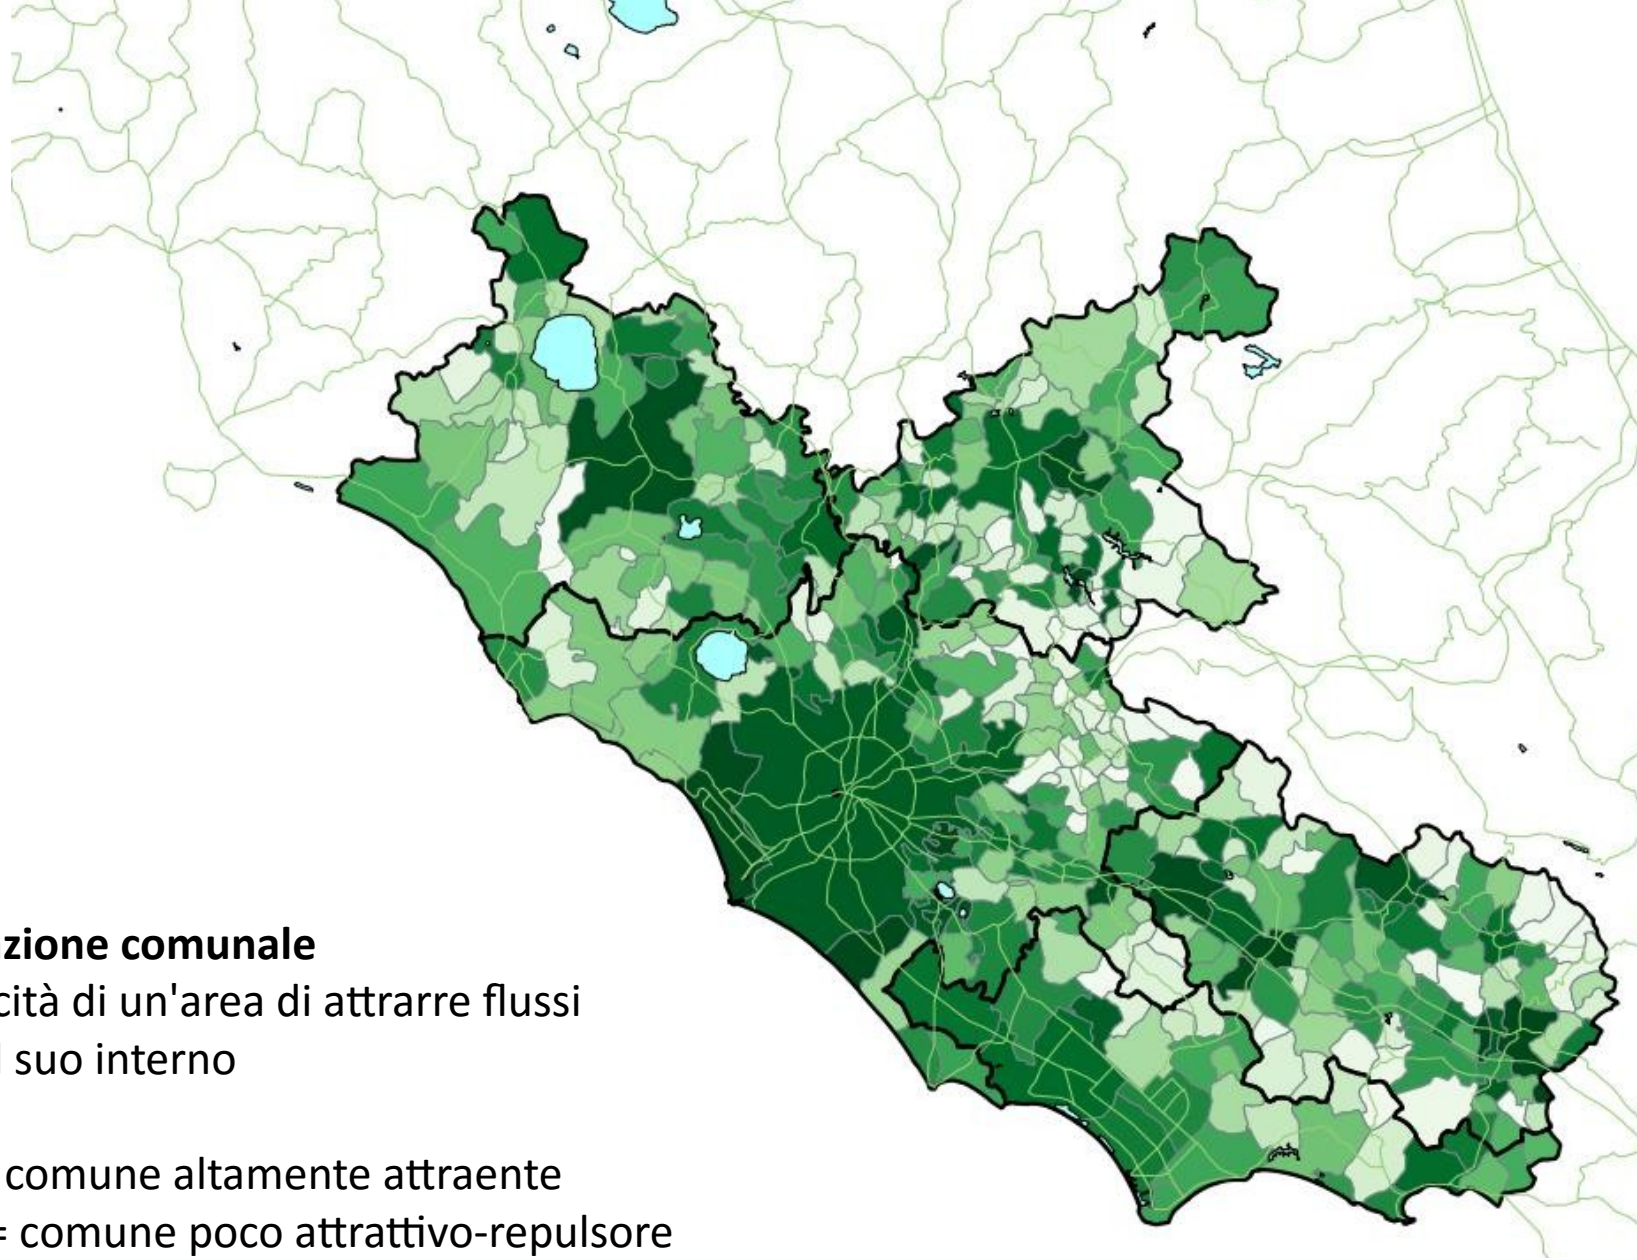 zione comunale
cità di un'area di attrarre flussi
l suo interno
comune altamente attraente
= comune poco attrattivo-repulsore